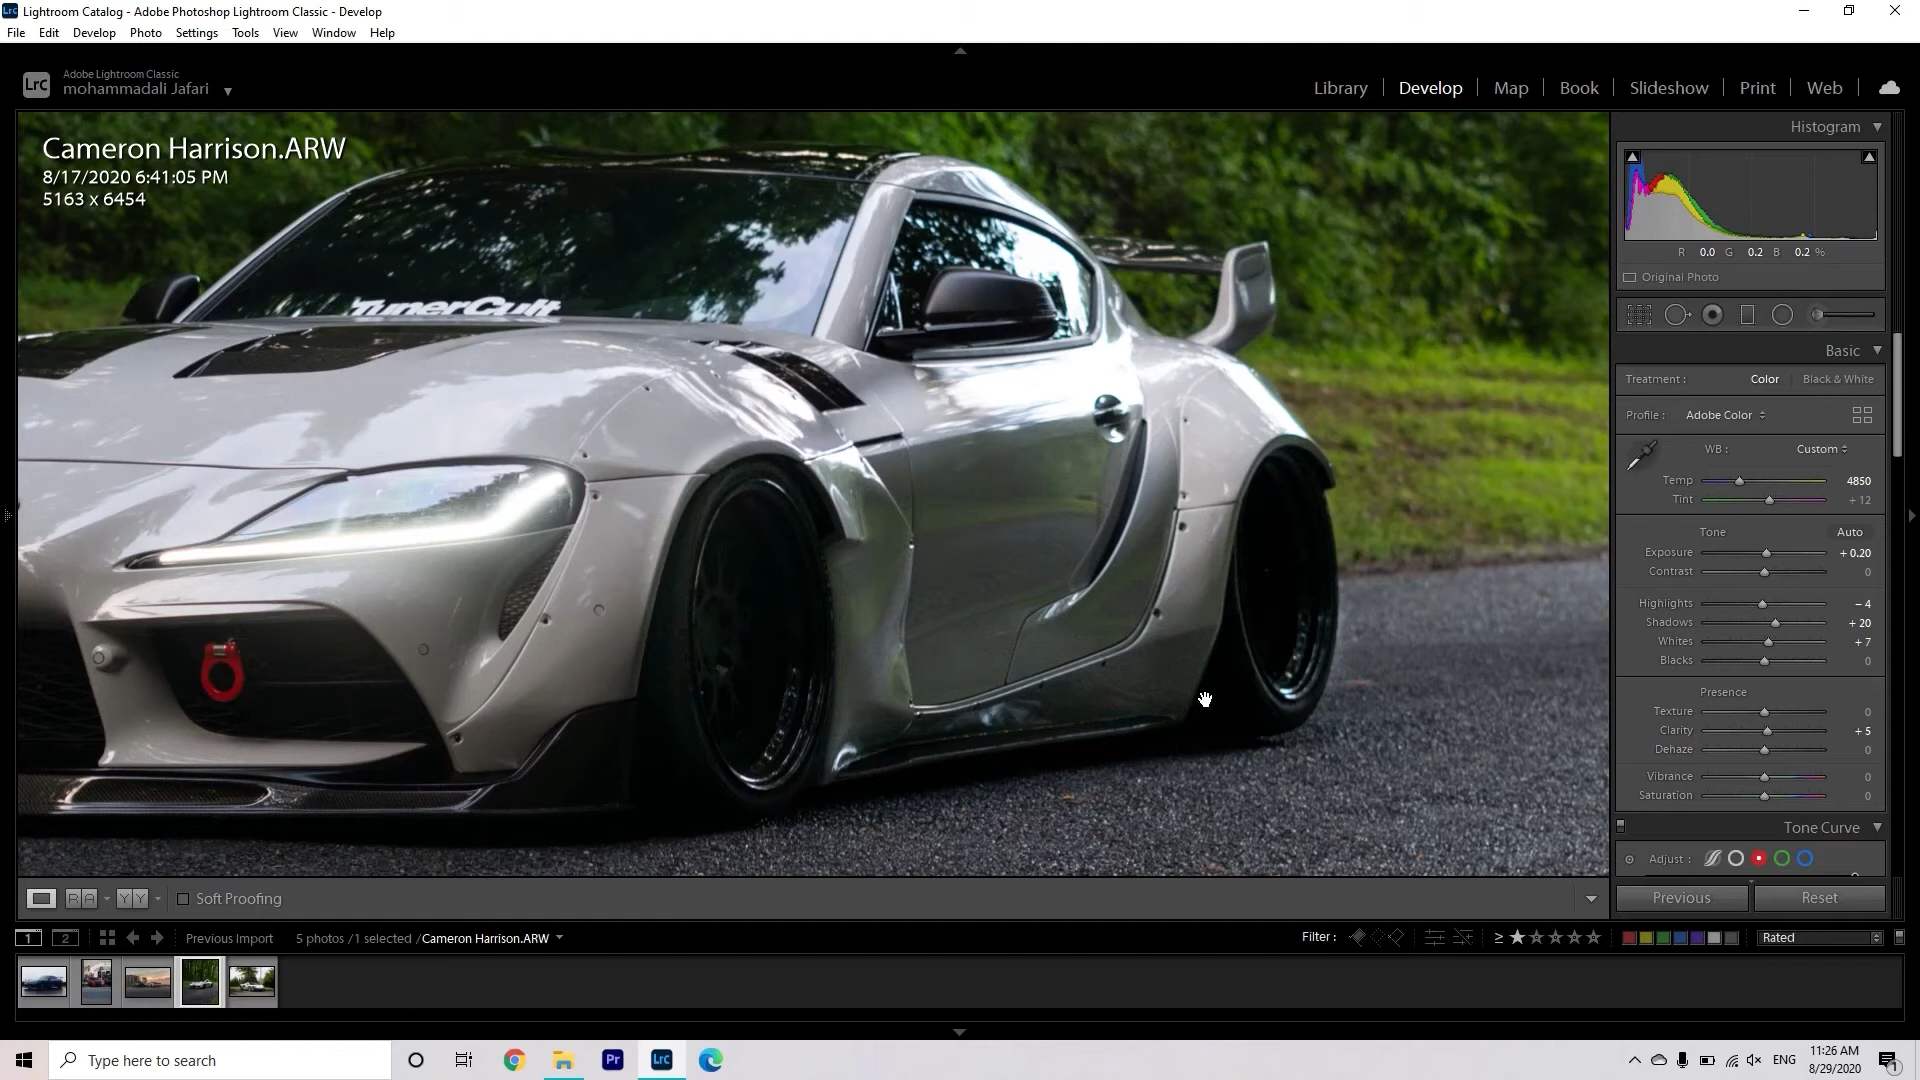 Lightroom Catalog - Adobe Photoshop Lightroom Classic - Develop
File Edit Develop Photo Settings Tools View Window Help
Lrc
Adobe Lightroom Classic
mohammadali Jafari
Library Develop Map Book Slideshow Print Web
Cameron Harrison.ARW
8/17/2020 6:41:05 PM
5163 x 6454
TunerCult
Histogram
R 0.0 G 0.2 B 0.2 %
Original Photo
Basic
Treatment : Color Black & White
Profile : Adobe Color
WB : Custom
Temp 4850
Tint + 12
Tone Auto
Exposure + 0.20
Contrast 0
Highlights − 4
Shadows + 20
Whites + 7
Blacks 0
Presence
Texture 0
Clarity + 5
Dehaze 0
Vibrance 0
Saturation 0
Tone Curve
Adjust :
Previous Reset
R A Y Y Soft Proofing
1 2 Previous Import 5 photos /1 selected /Cameron Harrison.ARW Filter : ≥ Rated
Type here to search
Pr
Lrc
ENG
11:26 AM
8/29/2020
1